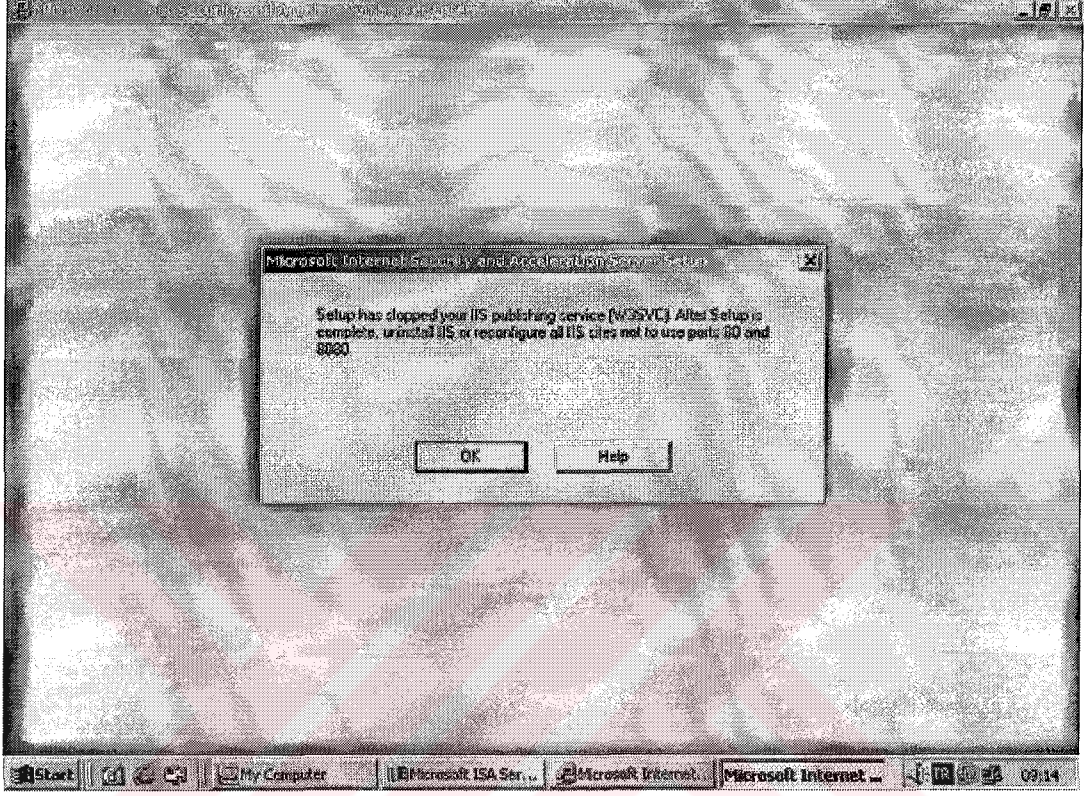 Microsoft Internet Security and Acceleration Server Setup
Setup has stopped your IIS publishing service (W3SVC). After Setup is
complete, uninstall IIS or reconfigure all IIS sites not to use ports 80 and
8080
OK
Help
Start
My Computer
Microsoft ISA Ser...
Microsoft Internet...
Microsoft Internet ...
TR
09:14